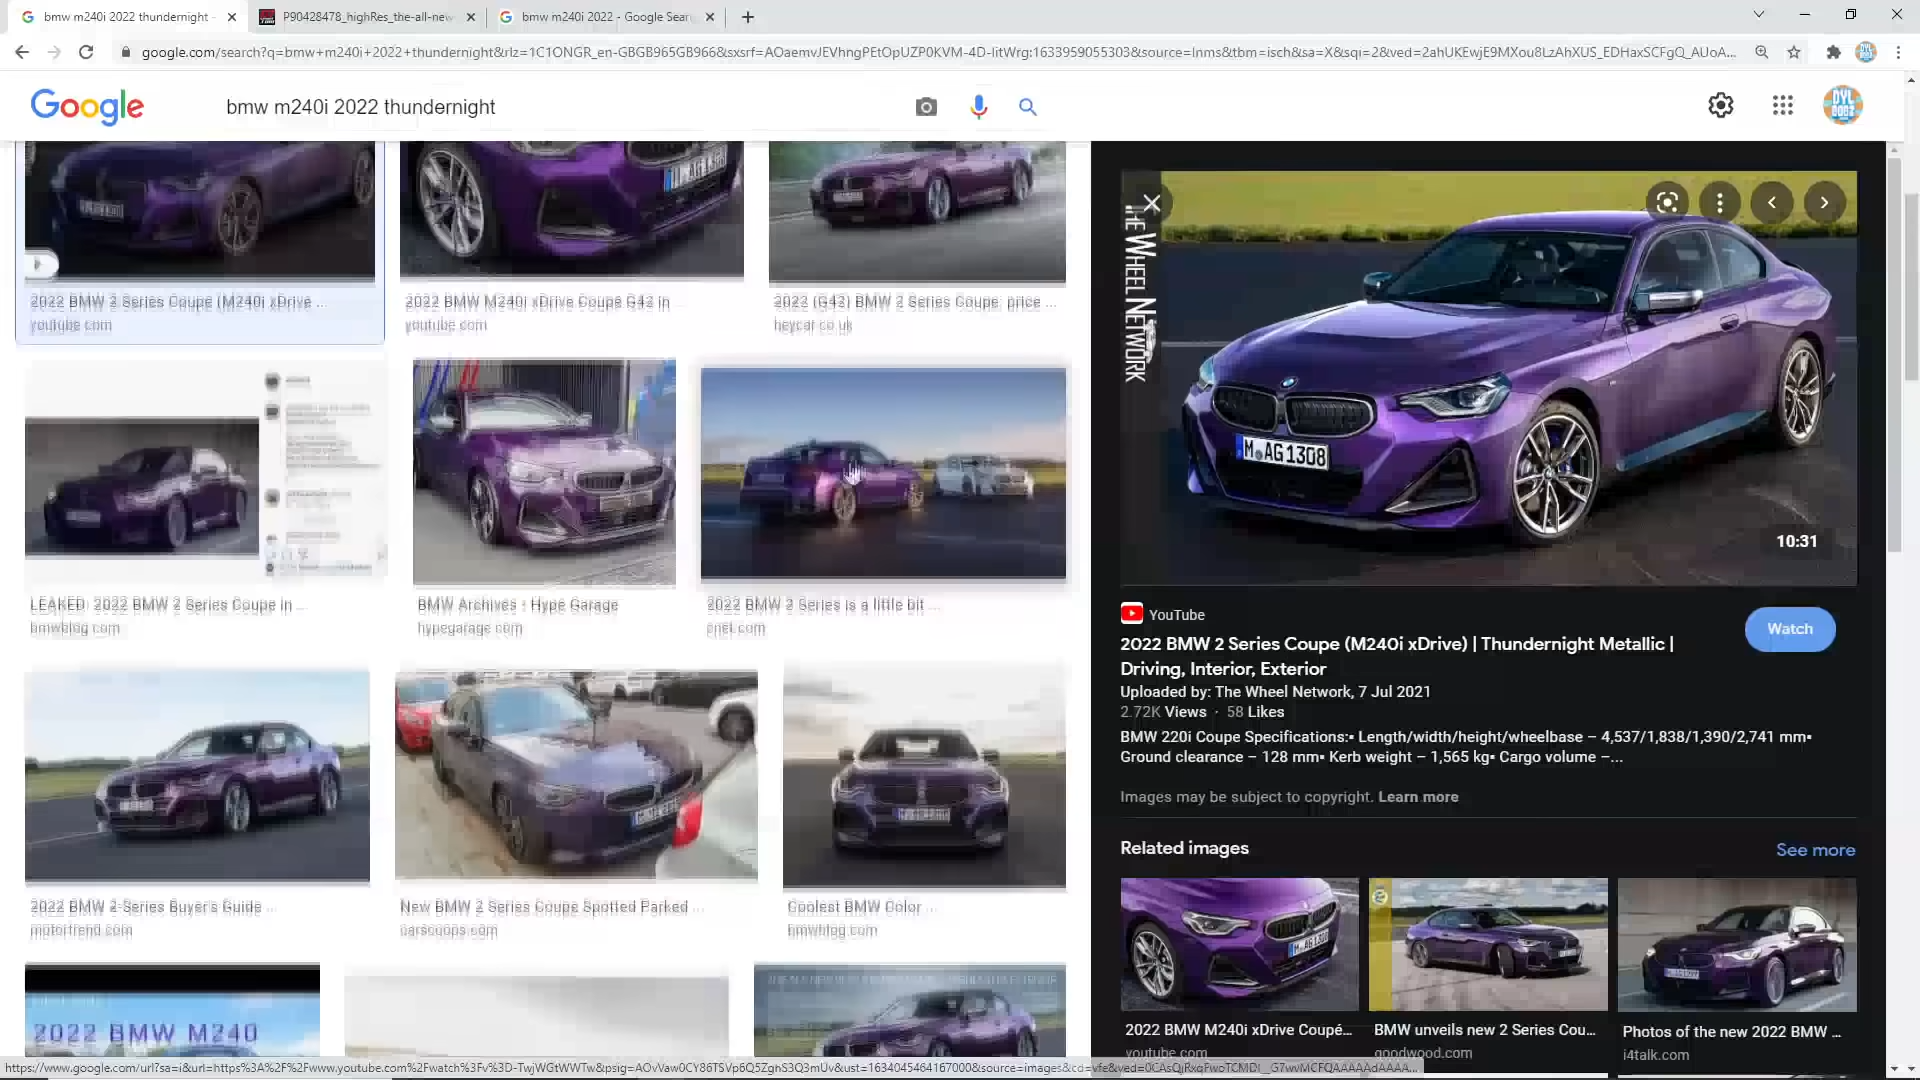 bmw m240i 2022 thundernight -
P90428478_highRes_the-all-new
bmw m240i 2022 - Google Sear
google.com/search?q=bmw+m240i+2022+thundernight&rlz=1C1ONGR_en-GBGB965GB966&sxsrf=AOaemvJEVhngPEtOpUZP0KVM-4D-IitWrg:1633959055303&source=lnms&tbm=isch&sa=X&sqi=2&ved=2ahUKEwjE9MXou8LzAhXUS_EDHaxSCFgQ_AUoA...
Google
bmw m240i 2022 thundernight
DYL DOGZ
2022 BMW 2 Series Coupe (M240i xDrive ...
youtube.com
2022 BMW M240i xDrive Coupe G42 in ...
youtube.com
2022 (G42) BMW 2 Series Coupe: price ...
heycar.co.uk
LEAKED: 2022 BMW 2 Series Coupe in ...
bmwblog.com
BMW Archives - Hype Garage
hypegarage.com
2022 BMW 2 Series is a little bit ...
cnet.com
2022 BMW 2-Series Buyer's Guide ...
motortrend.com
New BMW 2 Series Coupe Spotted Parked ...
carscoops.com
Coolest BMW Color ...
bmwblog.com
2022 BMW M240
THE WHEEL NETWORK
M AG 1308
10:31
YouTube
Watch
2022 BMW 2 Series Coupe (M240i xDrive) | Thundernight Metallic |
Driving, Interior, Exterior
Uploaded by: The Wheel Network, 7 Jul 2021
2.72K Views · 58 Likes
BMW 220i Coupe Specifications:▪ Length/width/height/wheelbase – 4,537/1,838/1,390/2,741 mm▪
Ground clearance – 128 mm▪ Kerb weight – 1,565 kg▪ Cargo volume –...
Images may be subject to copyright. Learn more
Related images
See more
M AG 1308
2022 BMW M240i xDrive Coupé...
youtube.com
BMW unveils new 2 Series Cou...
goodwood.com
Photos of the new 2022 BMW ...
i4talk.com